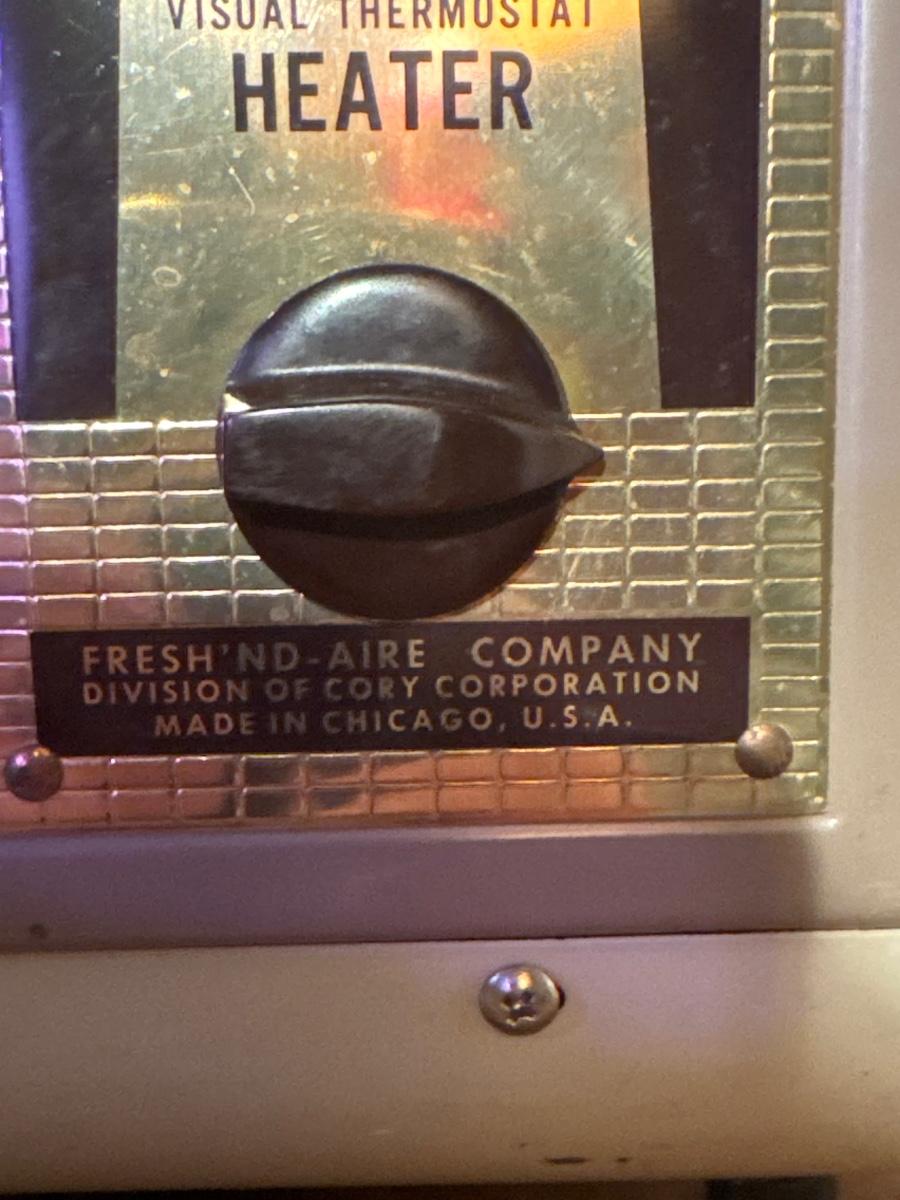 VISUAL THERMOSTAT
HEATER
FRESH'ND-AIRE COMPANY
DIVISION OF CORY CORPORATION
MADE IN CHICAGO, U.S.A.